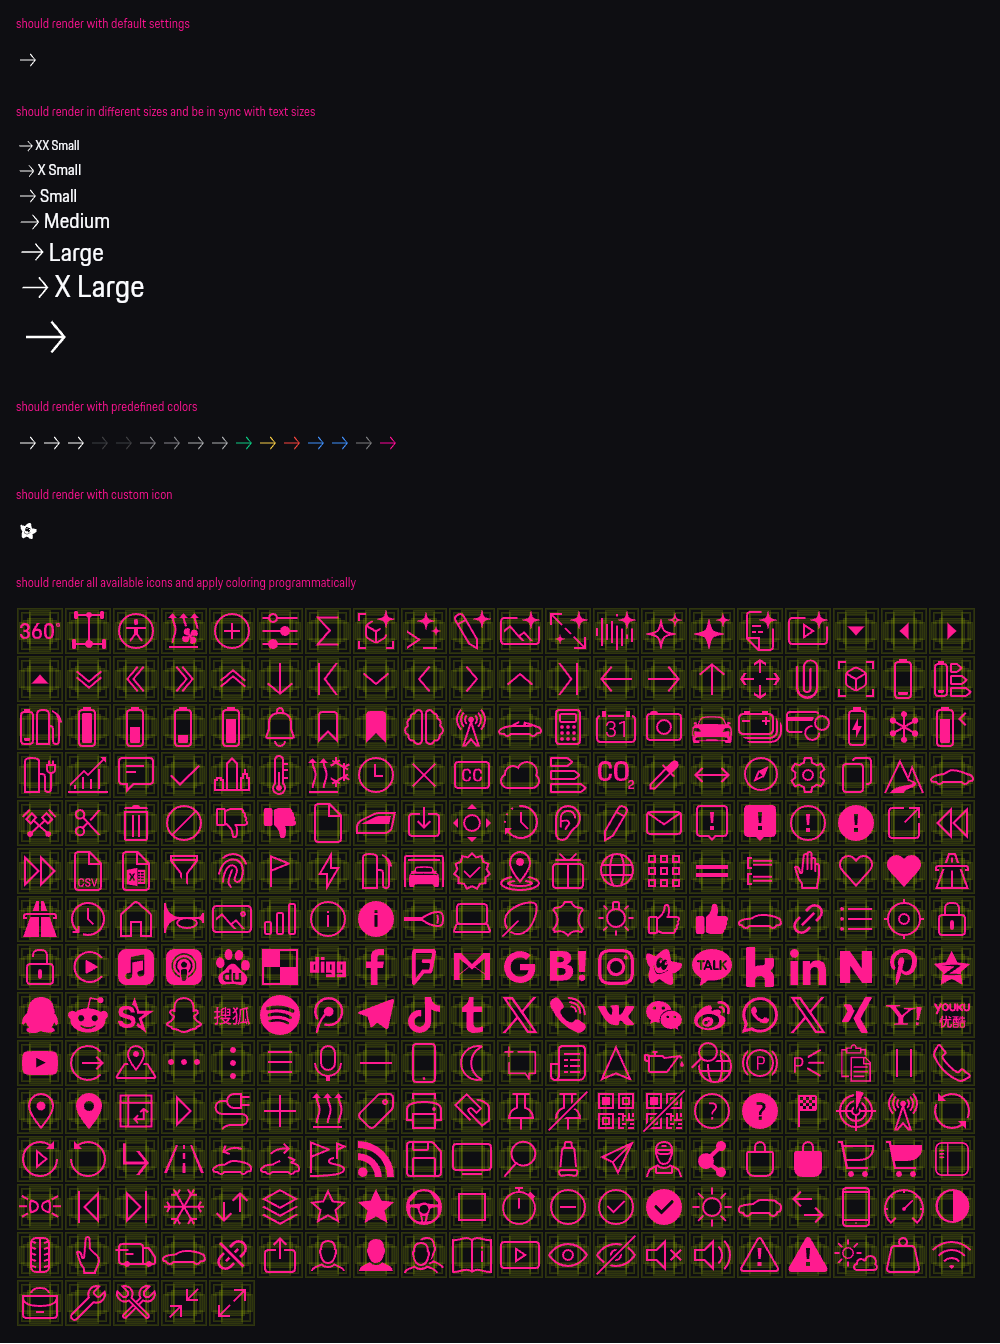 should render with default settings
should render in different sizes and be in sync with text sizes
XX Small
X Small
Small
Medium
Large
X Large
should render with predefined colors
should render with custom icon
should render all available icons and apply coloring programmatically
360°
31
CC
CO2
CSV
X
du
digg
TALK
搜狐
YOUKU
优酷
P
P